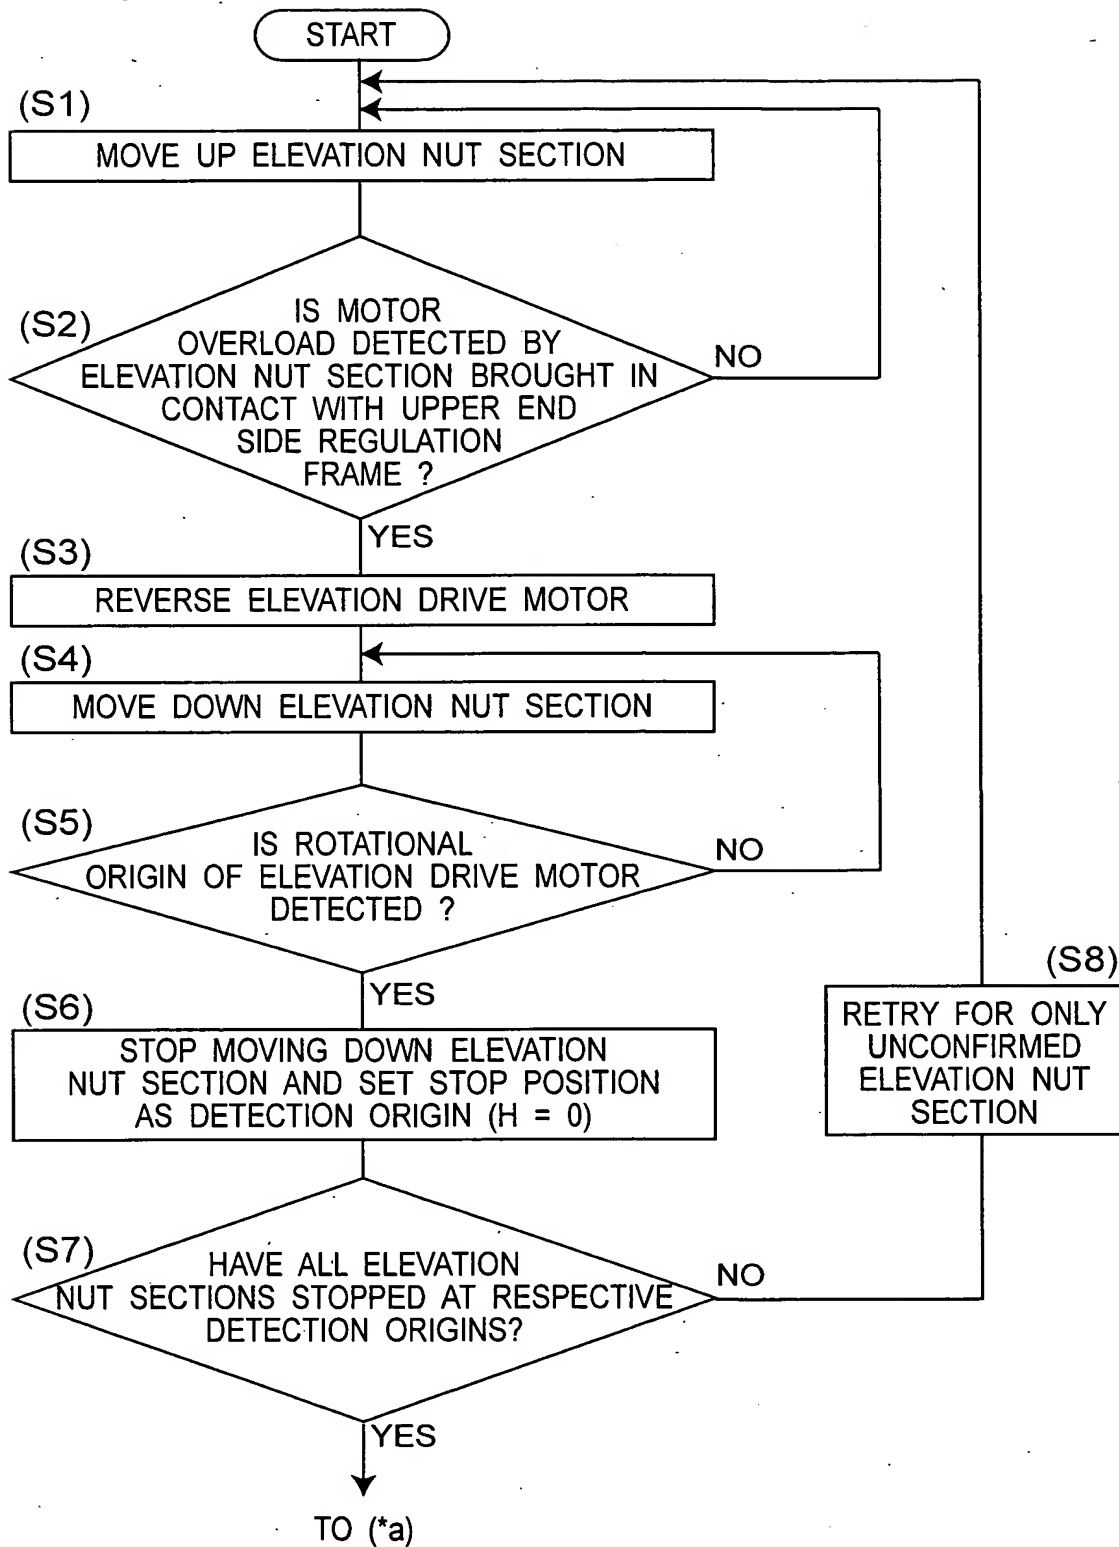 START
(S1)
MOVE UP ELEVATION NUT SECTION
(S2)
IS MOTOR
OVERLOAD DETECTED BY
ELEVATION NUT SECTION BROUGHT IN
CONTACT WITH UPPER END
SIDE REGULATION
FRAME ?
NO
YES
(S3)
REVERSE ELEVATION DRIVE MOTOR
(S4)
MOVE DOWN ELEVATION NUT SECTION
(S5)
IS ROTATIONAL
ORIGIN OF ELEVATION DRIVE MOTOR
DETECTED ?
NO
YES
(S6)
STOP MOVING DOWN ELEVATION
NUT SECTION AND SET STOP POSITION
AS DETECTION ORIGIN (H = 0)
(S8)
RETRY FOR ONLY
UNCONFIRMED
ELEVATION NUT
SECTION
(S7)
HAVE ALL ELEVATION
NUT SECTIONS STOPPED AT RESPECTIVE
DETECTION ORIGINS?
NO
YES
TO (*a)